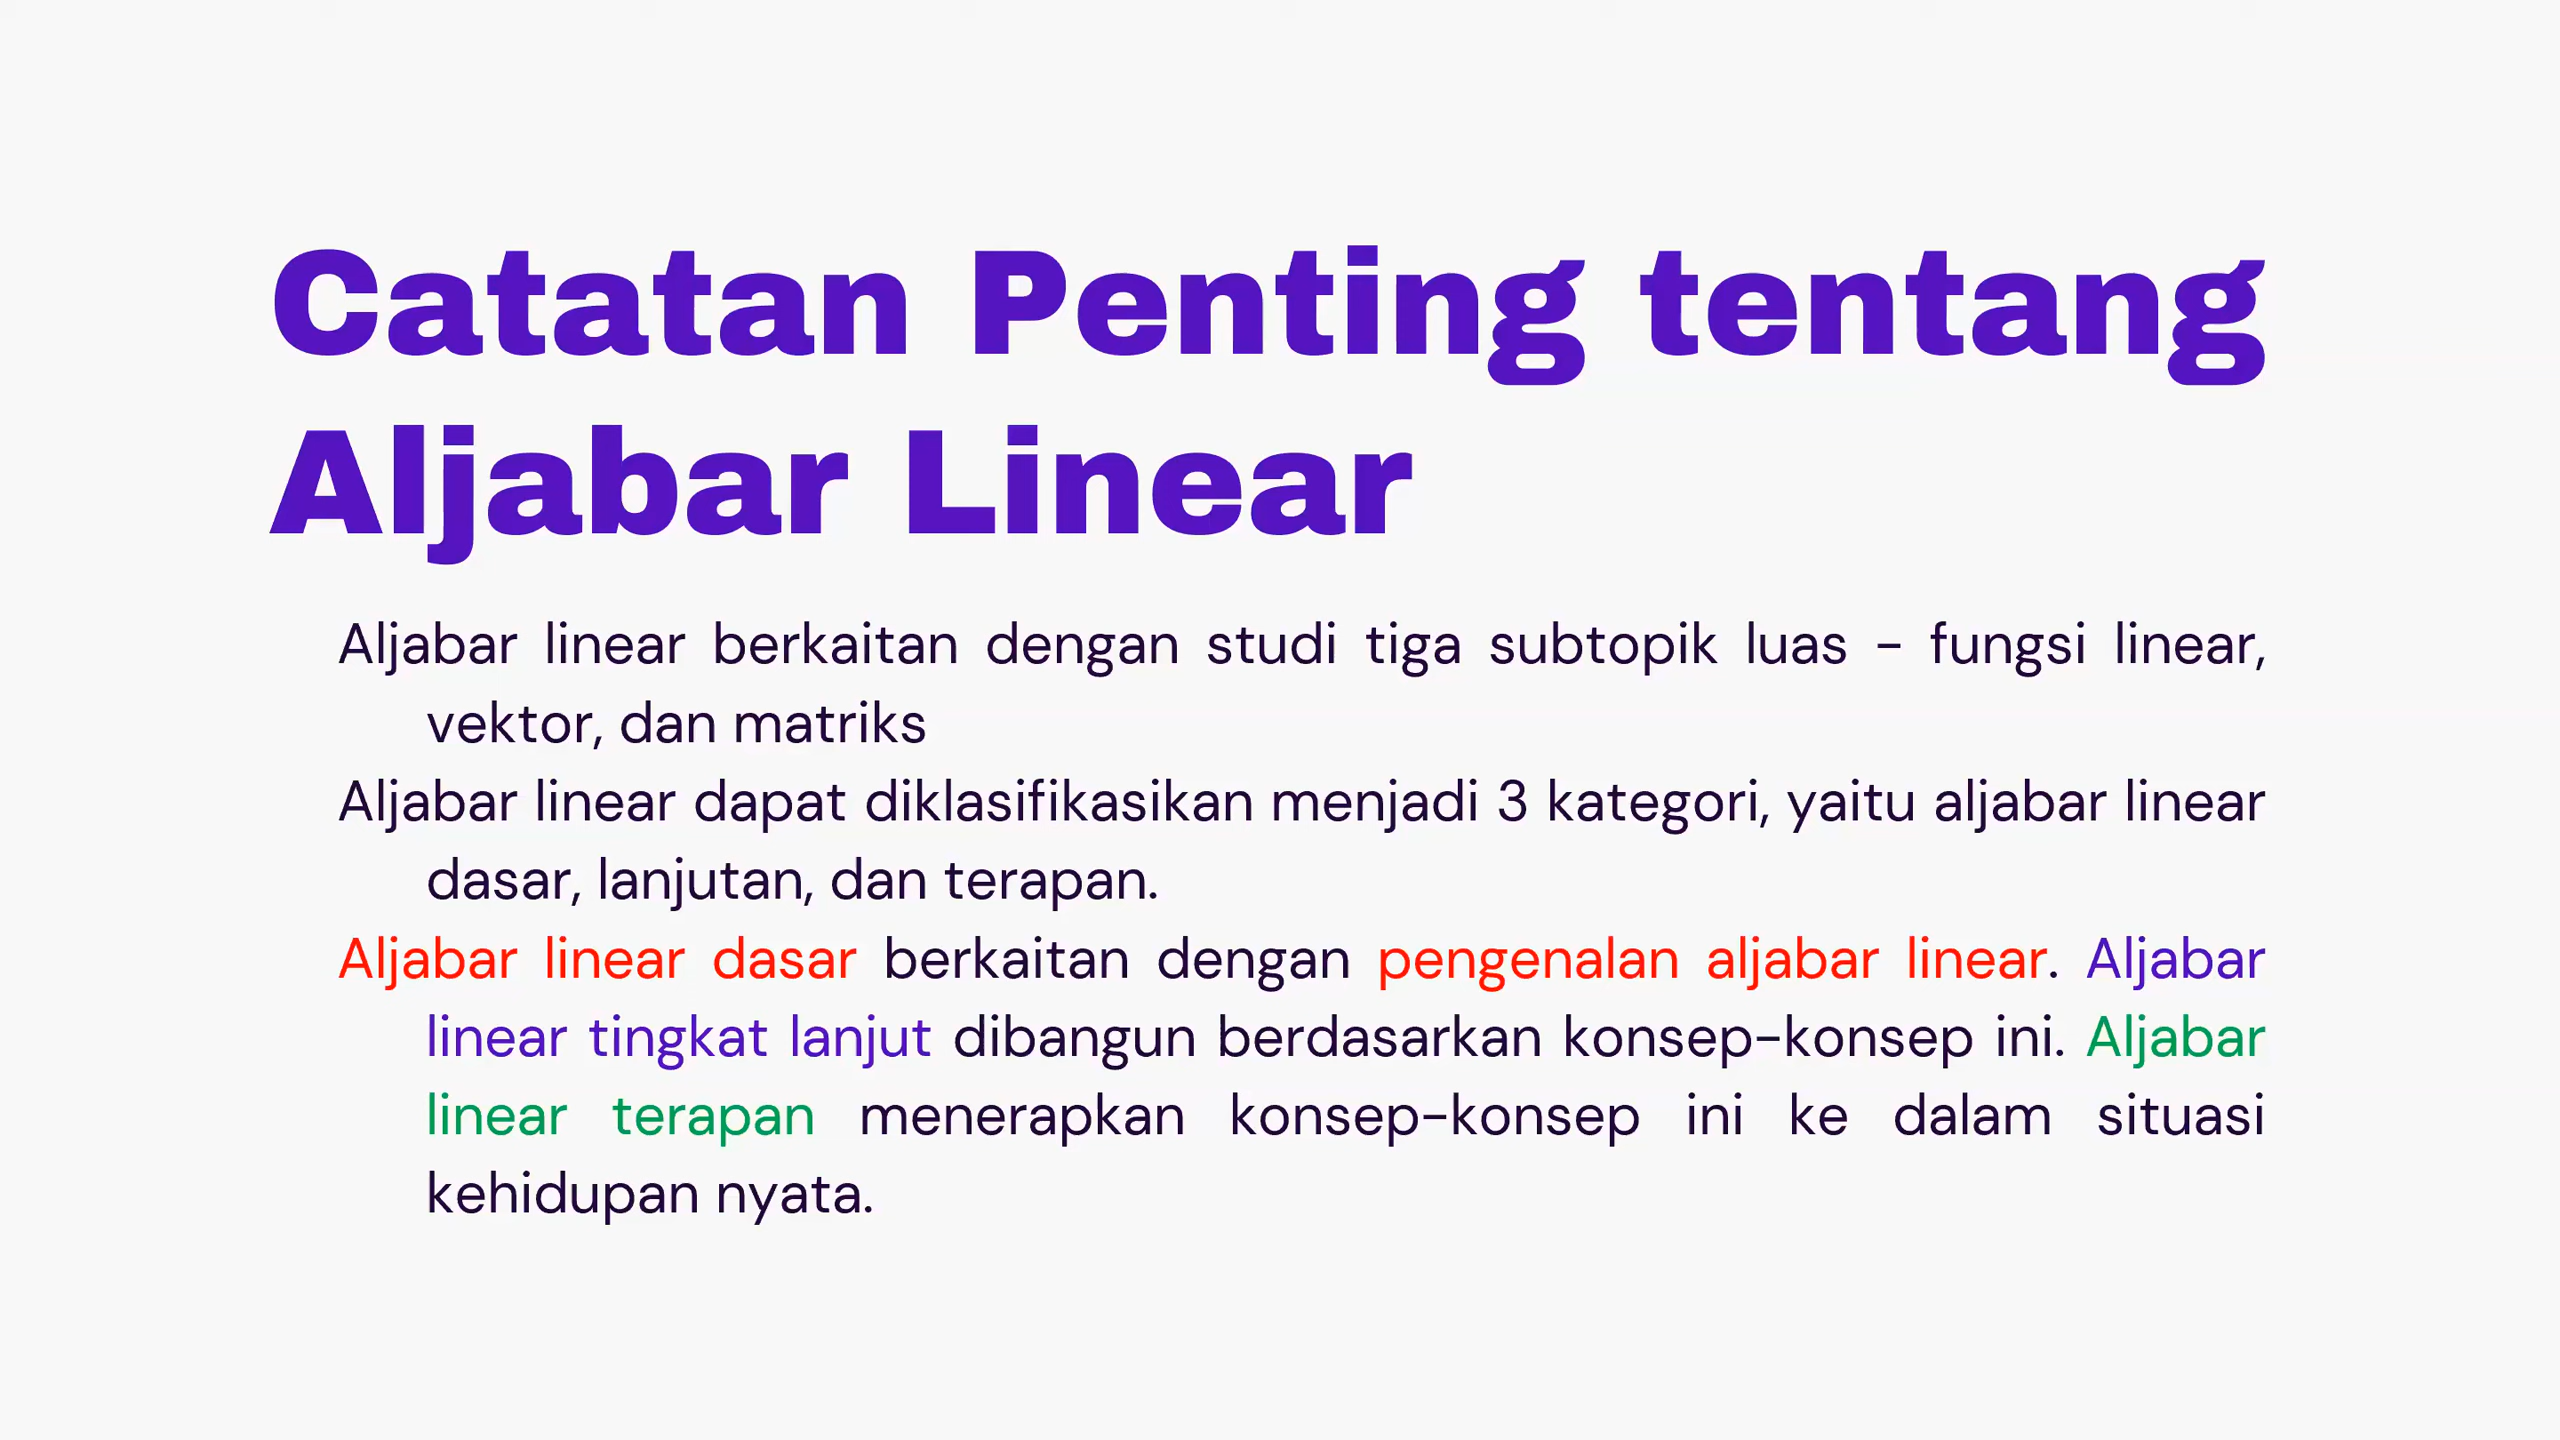 Catatan Penting tentang
Aljabar Linear
Aljabar linear berkaitan dengan studi tiga subtopik luas - fungsi linear,
vektor, dan matriks
Aljabar linear dapat diklasifikasikan menjadi 3 kategori, yaitu aljabar linear
dasar, lanjutan, dan terapan.
Aljabar linear dasar berkaitan dengan pengenalan aljabar linear. Aljabar
linear tingkat lanjut dibangun berdasarkan konsep-konsep ini. Aljabar
linear terapan menerapkan konsep-konsep ini ke dalam situasi
kehidupan nyata.